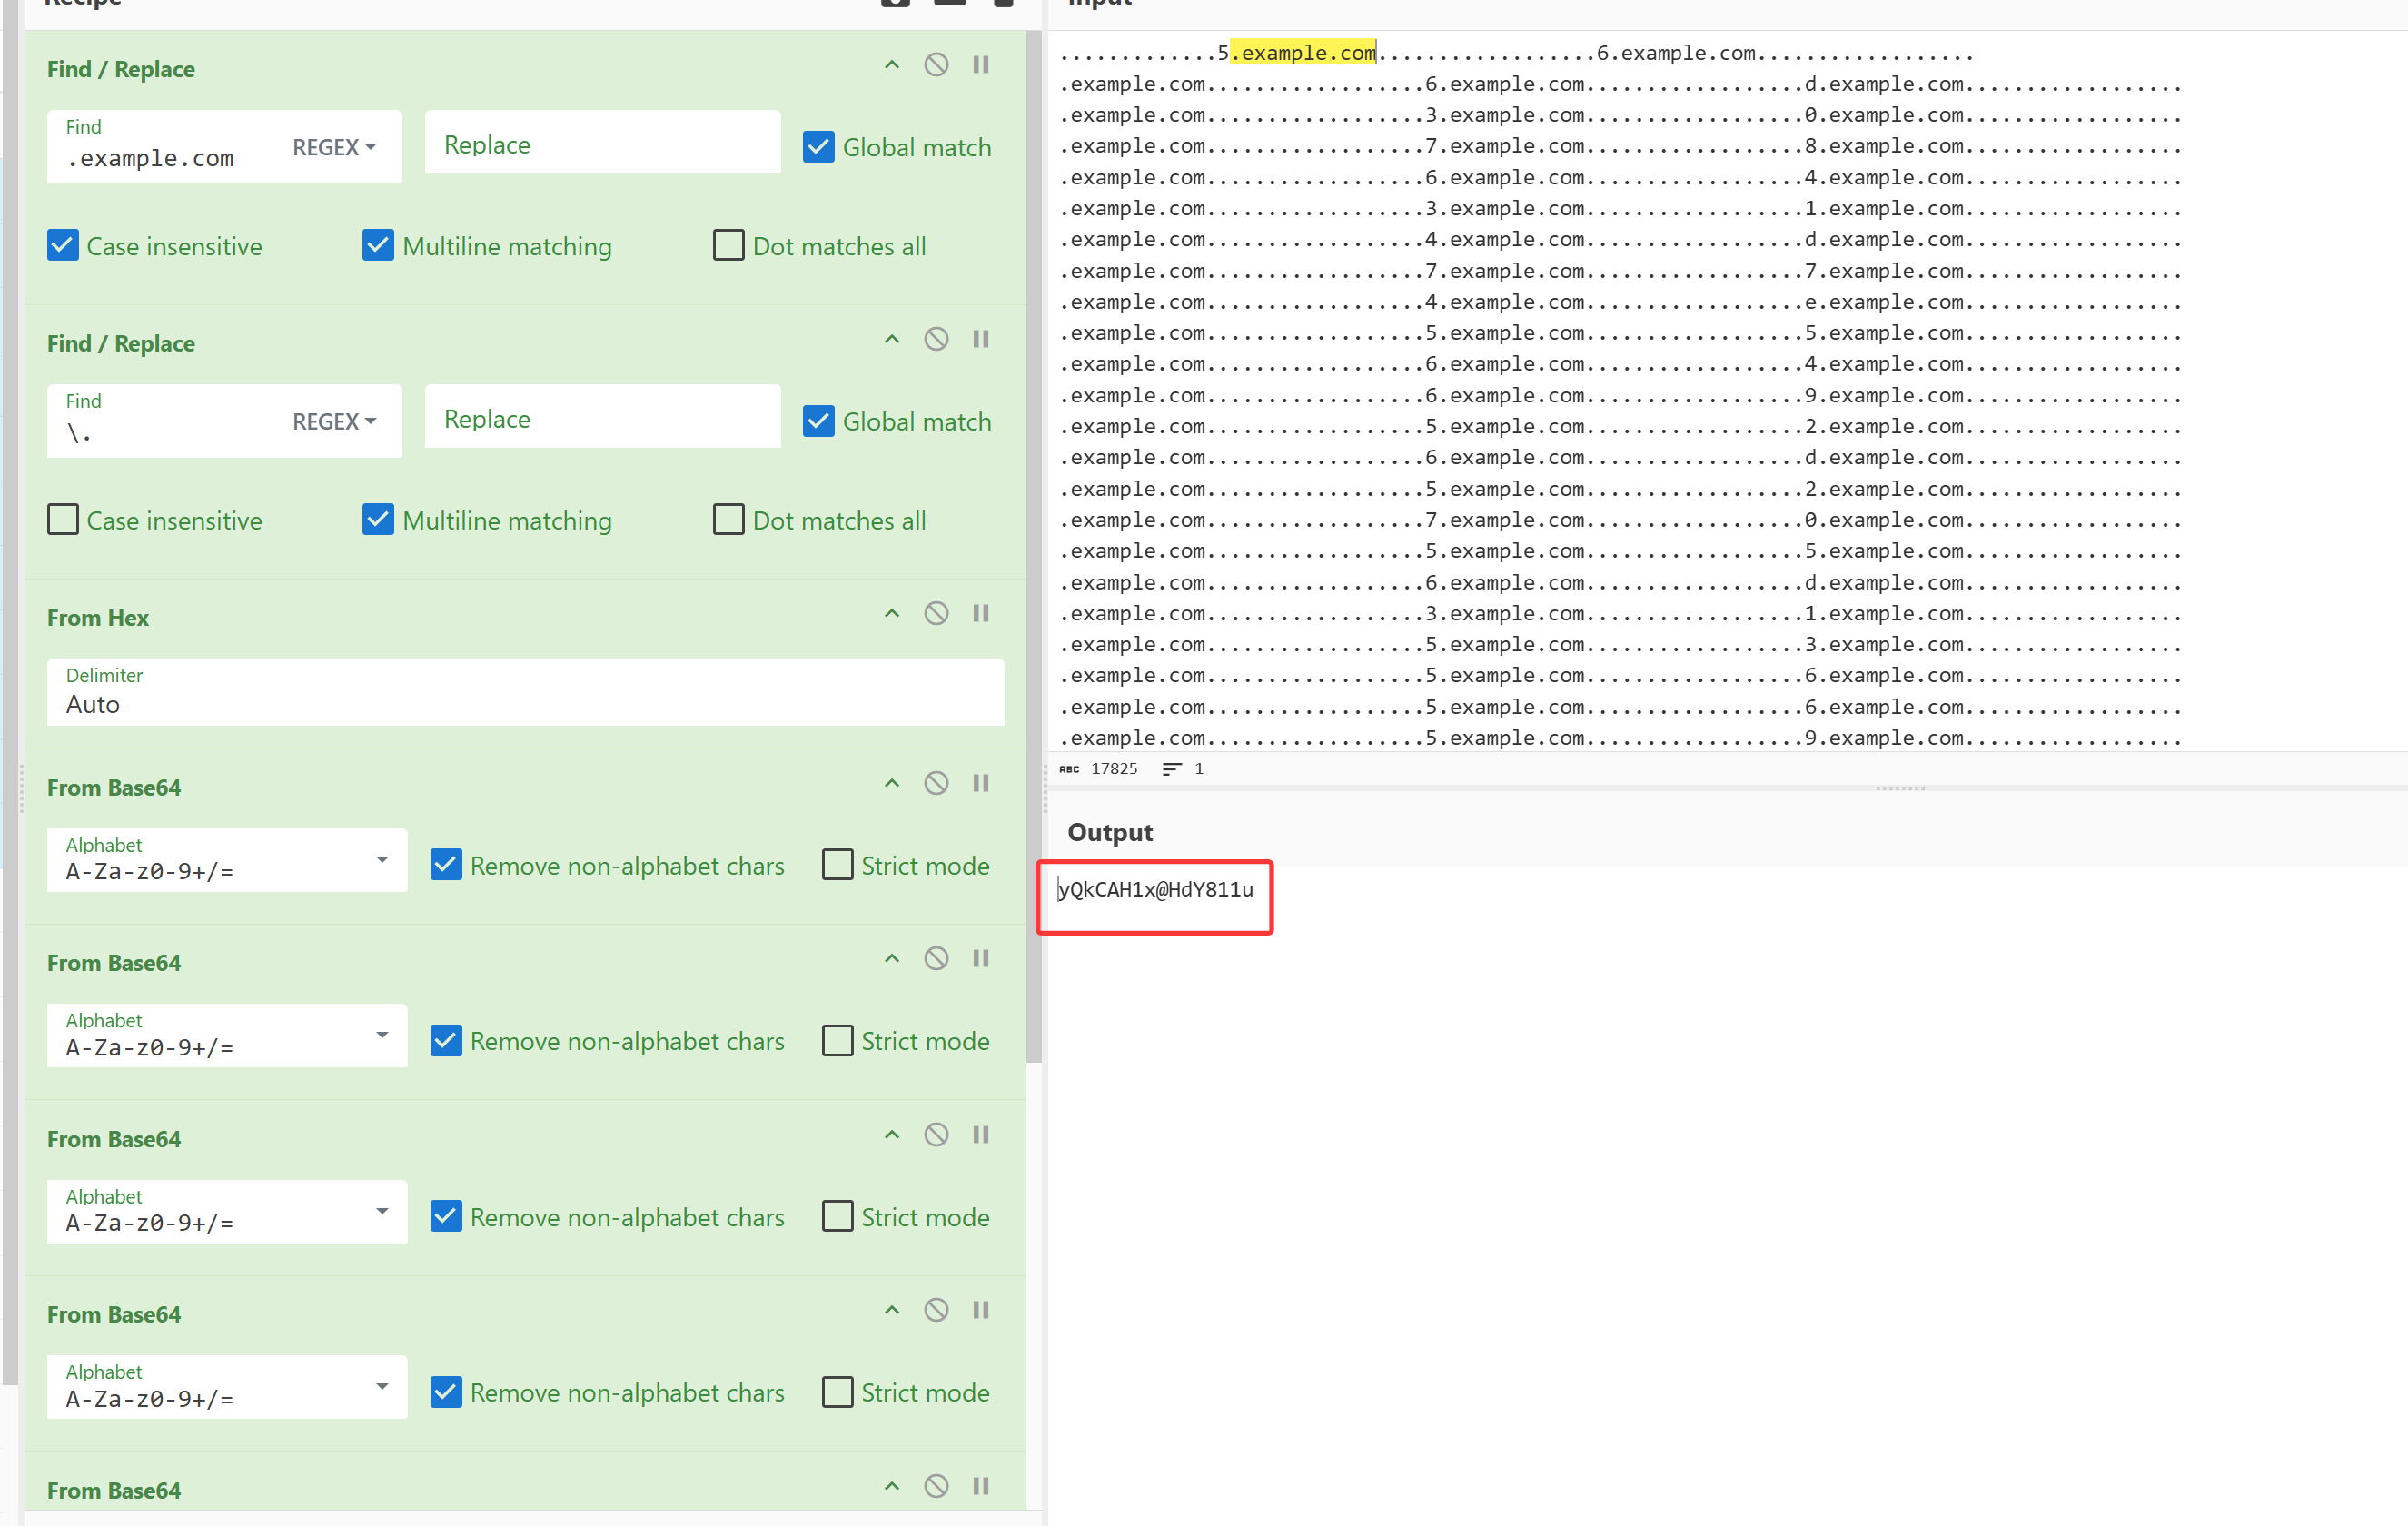 Recipe
Find / Replace
Find
.example.com
REGEX
Replace
Global match
Case insensitive
Multiline matching
Dot matches all
Find / Replace
Find
\.
REGEX
Replace
Global match
Case insensitive
Multiline matching
Dot matches all
From Hex
Delimiter
Auto
From Base64
Alphabet
A-Za-z0-9+/=
Remove non-alphabet chars
Strict mode
From Base64
Alphabet
A-Za-z0-9+/=
Remove non-alphabet chars
Strict mode
From Base64
Alphabet
A-Za-z0-9+/=
Remove non-alphabet chars
Strict mode
From Base64
Alphabet
A-Za-z0-9+/=
Remove non-alphabet chars
Strict mode
From Base64
Input
.............5.example.com..................6.example.com..................
.example.com..................6.example.com..................d.example.com..................
.example.com..................3.example.com..................0.example.com..................
.example.com..................7.example.com..................8.example.com..................
.example.com..................6.example.com..................4.example.com..................
.example.com..................3.example.com..................1.example.com..................
.example.com..................4.example.com..................d.example.com..................
.example.com..................7.example.com..................7.example.com..................
.example.com..................4.example.com..................e.example.com..................
.example.com..................5.example.com..................5.example.com..................
.example.com..................6.example.com..................4.example.com..................
.example.com..................6.example.com..................9.example.com..................
.example.com..................5.example.com..................2.example.com..................
.example.com..................6.example.com..................d.example.com..................
.example.com..................5.example.com..................2.example.com..................
.example.com..................7.example.com..................0.example.com..................
.example.com..................5.example.com..................5.example.com..................
.example.com..................6.example.com..................d.example.com..................
.example.com..................3.example.com..................1.example.com..................
.example.com..................5.example.com..................3.example.com..................
.example.com..................5.example.com..................6.example.com..................
.example.com..................5.example.com..................6.example.com..................
.example.com..................5.example.com..................9.example.com..................
ABC 17825 1
Output
yQkCAH1x@HdY811u